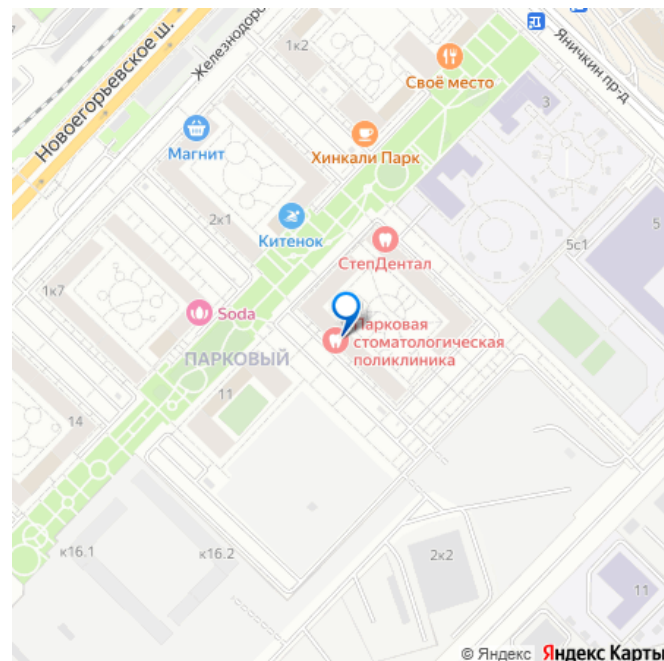 Новоегорьевское ш.
Железнодор
1к2
Яничкин пр-д
Своё место
3
Магнит
Хинкали Парк
2к1
Китенок
5
5с1
СтепДентал
1к7
Soda
Парковая
стоматологическая
поликлиника
ПАРКОВЫЙ
11
14
к16.1
к16.2
2к2
11
© Яндекс Яндекс Карты